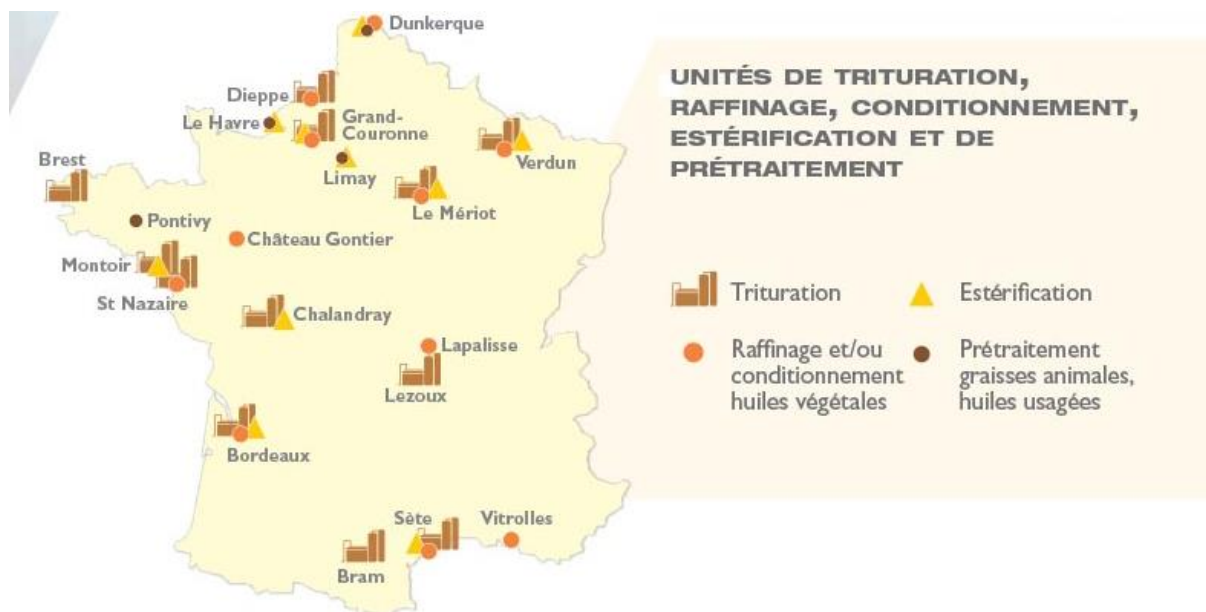 Dunkerque
Dieppe
Le Havre
Grand-
Couronne
Limay
Verdun
Le Mériot
Brest
Pontivy
Château Gontier
Montoir
St Nazaire
Chalandray
Lapalisse
Lezoux
Bordeaux
Sète
Vitrolles
Bram
UNITÉS DE TRITURATION,
RAFFINAGE, CONDITIONNEMENT,
ESTÉRIFICATION ET DE
PRÉTRAITEMENT
Trituration
Estérification
Raffinage et/ou
conditionnement
huiles végétales
Prétraitement
graisses animales,
huiles usagées